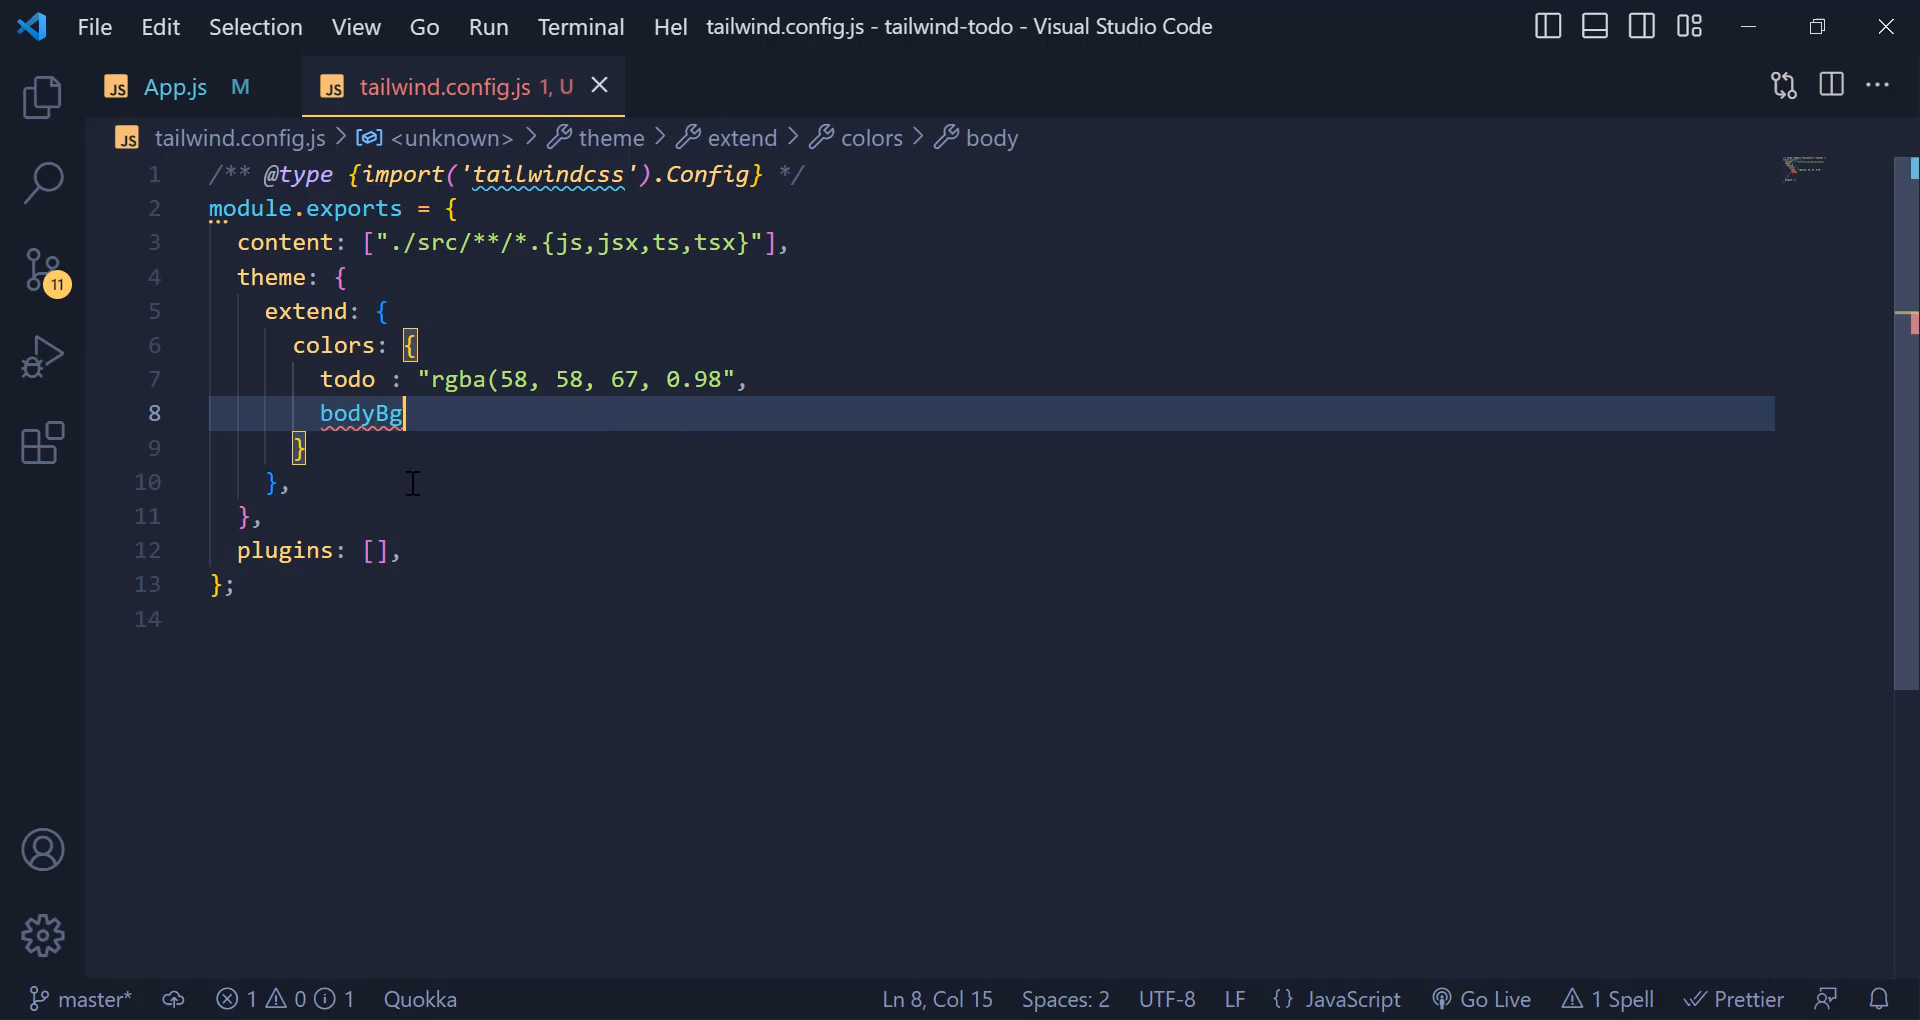 File Edit Selection View Go Run Terminal Hel tailwind.config.js - tailwind-todo - Visual Studio Code
JS App.js M JS tailwind.config.js 1, U
JS tailwind.config.js > <unknown> > theme > extend > colors > body
1 /** @type {import('tailwindcss').Config} */
2 module.exports = {
3 content: ["./src/**/*.{js,jsx,ts,tsx}"],
4 theme: {
5 extend: {
6 colors: {
7 todo : "rgba(58, 58, 67, 0.98",
8 bodyBg
9 }
10 },
11 },
12 plugins: [],
13 };
14
11
master* 1 0 1 Quokka Ln 8, Col 15 Spaces: 2 UTF-8 LF {} JavaScript Go Live 1 Spell Prettier